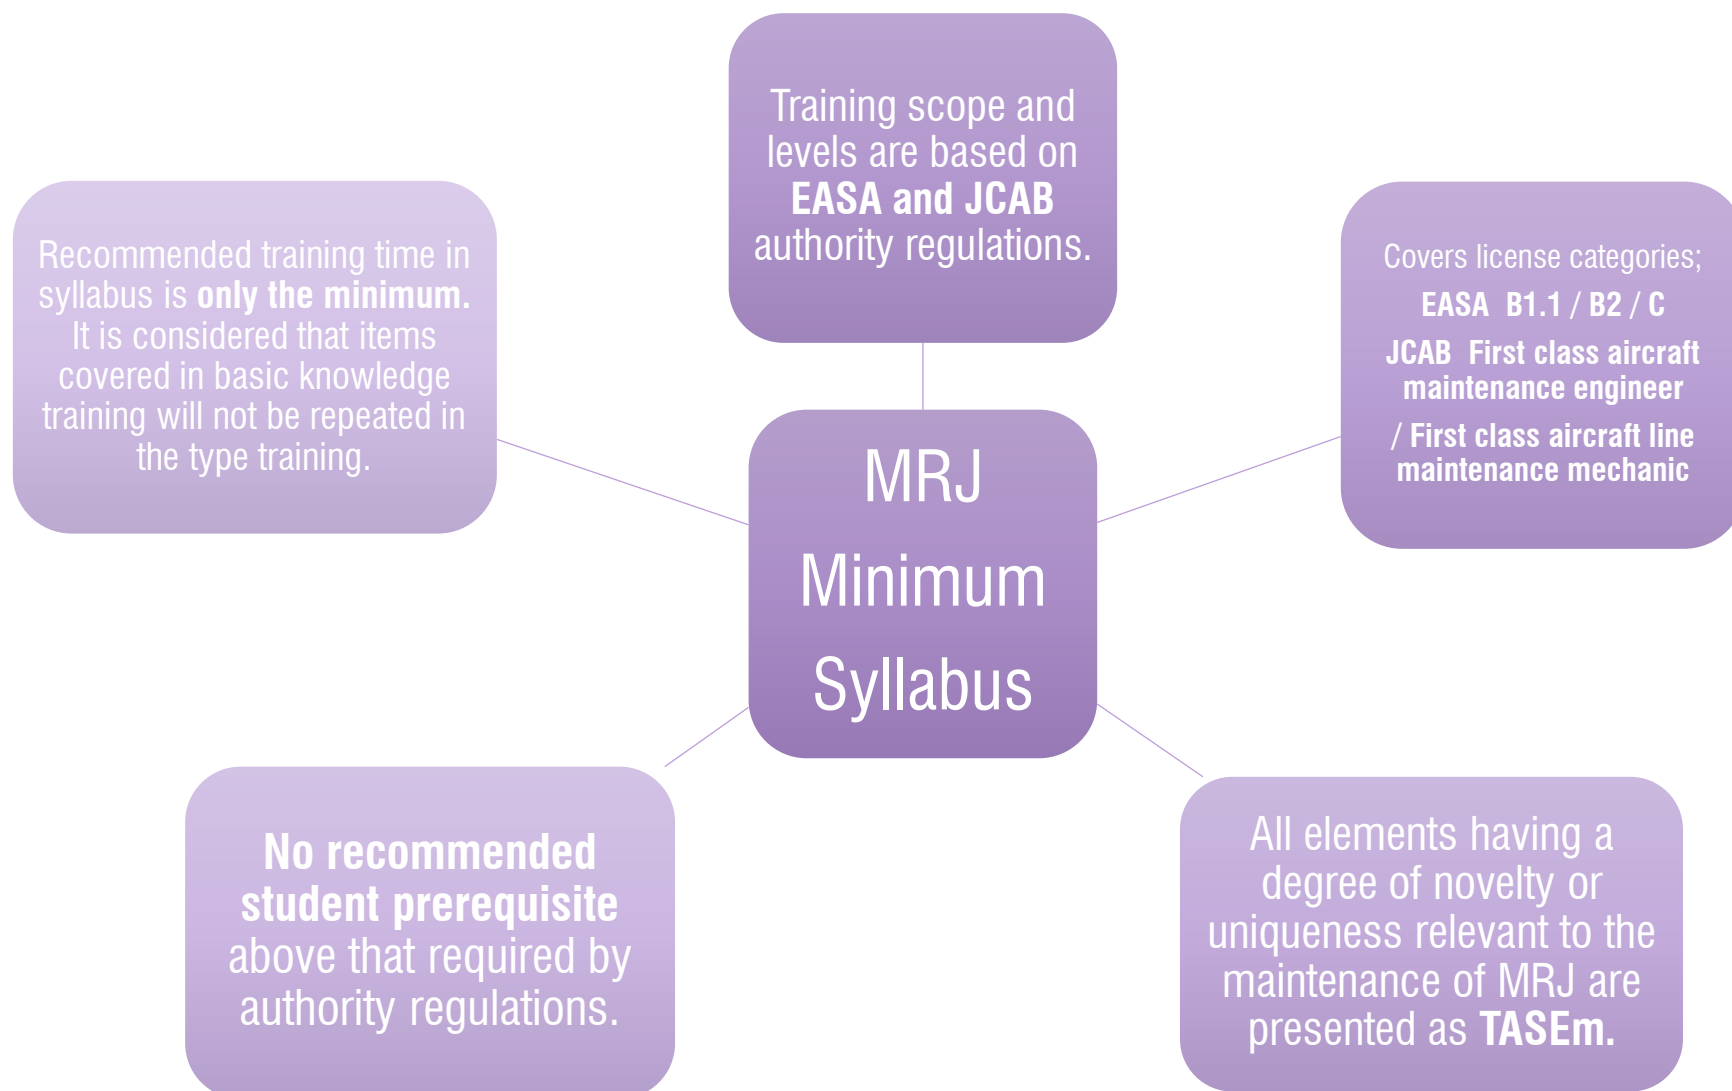 Training scope and
levels are based on
EASA and JCAB
authority regulations.
Recommended training time in
syllabus is only the minimum.
It is considered that items
covered in basic knowledge
training will not be repeated in
the type training.
Covers license categories;
EASA  B1.1 / B2 / C
JCAB  First class aircraft
maintenance engineer
/ First class aircraft line
maintenance mechanic
MRJ
Minimum
Syllabus
No recommended
student prerequisite
above that required by
authority regulations.
All elements having a
degree of novelty or
uniqueness relevant to the
maintenance of MRJ are
presented as TASEm.